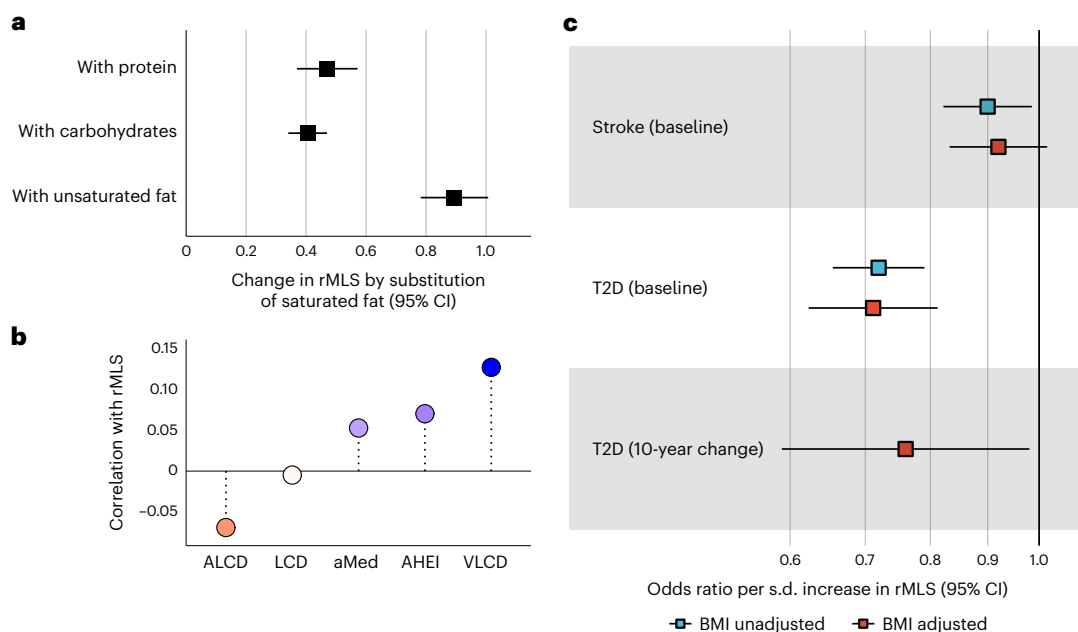 a
With protein
With carbohydrates
With unsaturated fat
0 0.2 0.4 0.6 0.8 1.0
Change in rMLS by substitution
of saturated fat (95% CI)
b
Correlation with rMLS
0.15
0.10
0.05
0
–0.05
ALCD LCD aMed AHEI VLCD
c
Stroke (baseline)
T2D (baseline)
T2D (10-year change)
0.6 0.7 0.8 0.9 1.0
Odds ratio per s.d. increase in rMLS (95% CI)
BMI unadjusted BMI adjusted